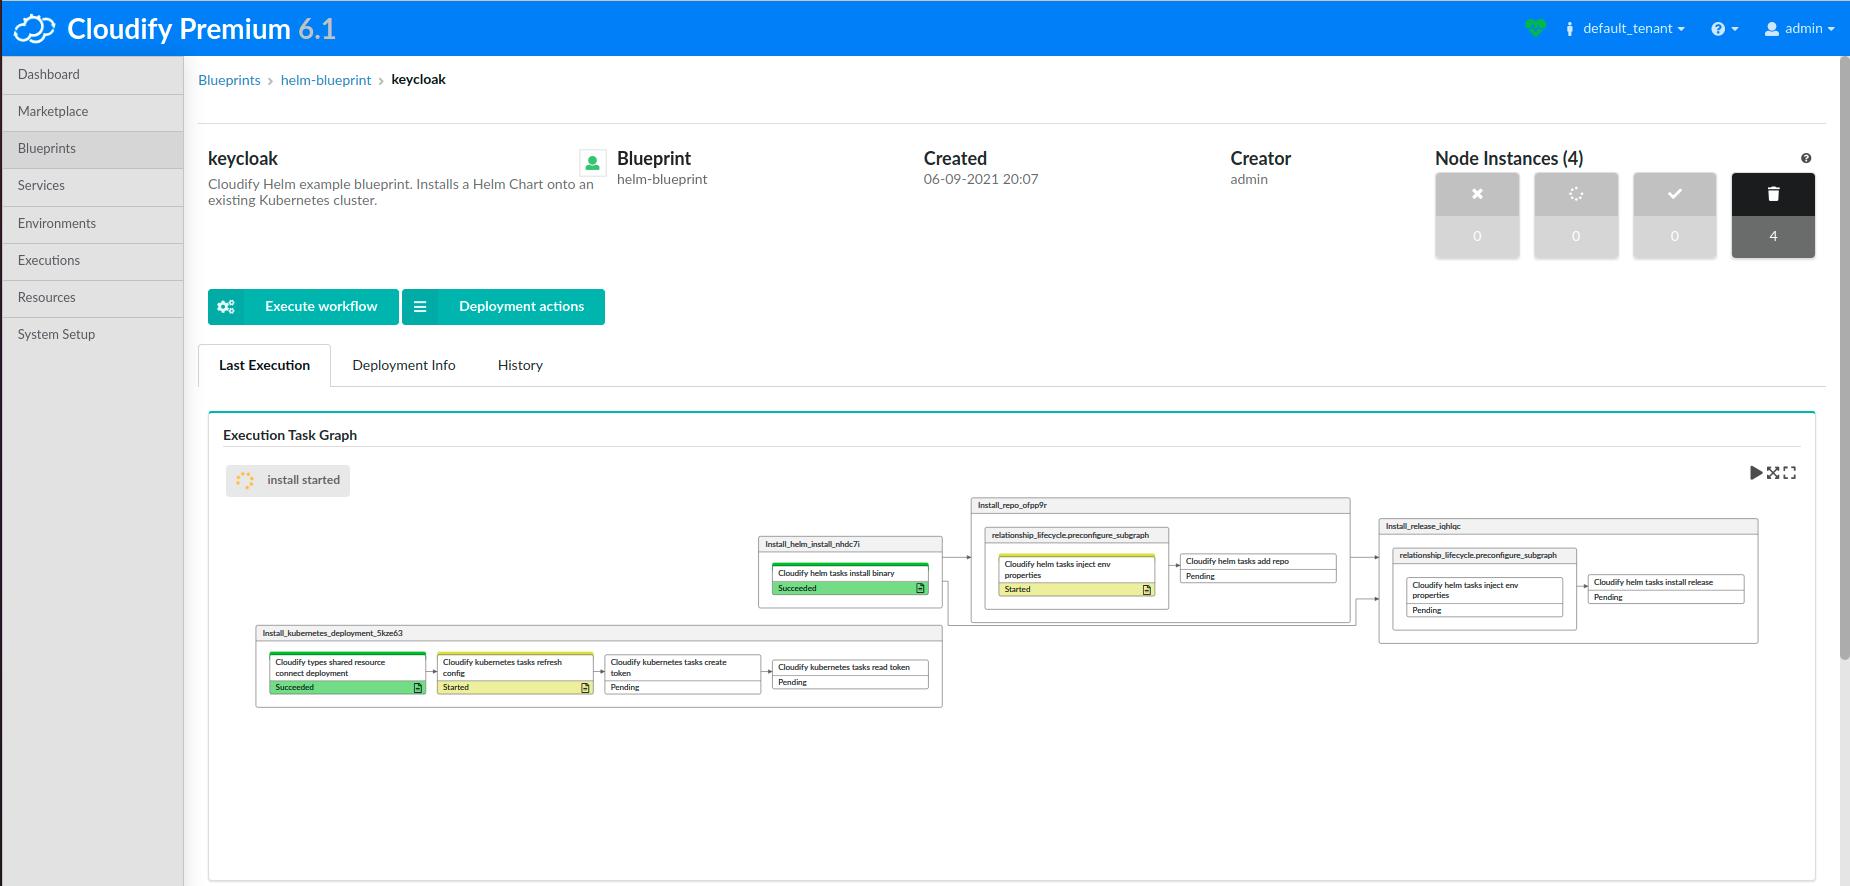 Cloudify Premium 6.1
default_tenant
admin
Dashboard
Marketplace
Blueprints
Services
Environments
Executions
Resources
System Setup
Blueprints › helm-blueprint › keycloak
keycloak
Cloudify Helm example blueprint. Installs a Helm Chart onto an
existing Kubernetes cluster.
Blueprint
helm-blueprint
Created
06-09-2021 20:07
Creator
admin
Node Instances (4)
0
0
0
4
Execute workflow
Deployment actions
Last Execution
Deployment Info
History
Execution Task Graph
install started
Install_helm_install_nhdc7i
Cloudify helm tasks install binary
Succeeded
Install_repo_ofpp9r
relationship_lifecycle.preconfigure_subgraph
Cloudify helm tasks inject env
properties
Started
Cloudify helm tasks add repo
Pending
Install_release_iqhlqc
relationship_lifecycle.preconfigure_subgraph
Cloudify helm tasks inject env
properties
Pending
Cloudify helm tasks install release
Pending
Install_kubernetes_deployment_5kze63
Cloudify types shared resource
connect deployment
Succeeded
Cloudify kubernetes tasks refresh
config
Started
Cloudify kubernetes tasks create
token
Pending
Cloudify kubernetes tasks read token
Pending